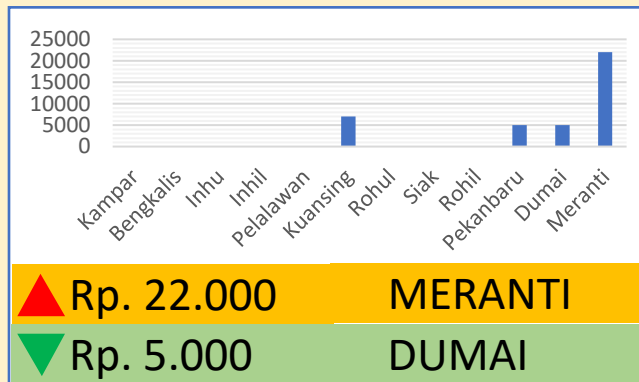 25000
20000
15000
10000
5000
0
Kampar
Bengkalis
Inhu
Inhil
Pelalawan
Kuansing
Rohul
Siak
Rohil
Pekanbaru
Dumai
Meranti
Rp. 22.000 MERANTI
Rp. 5.000 DUMAI